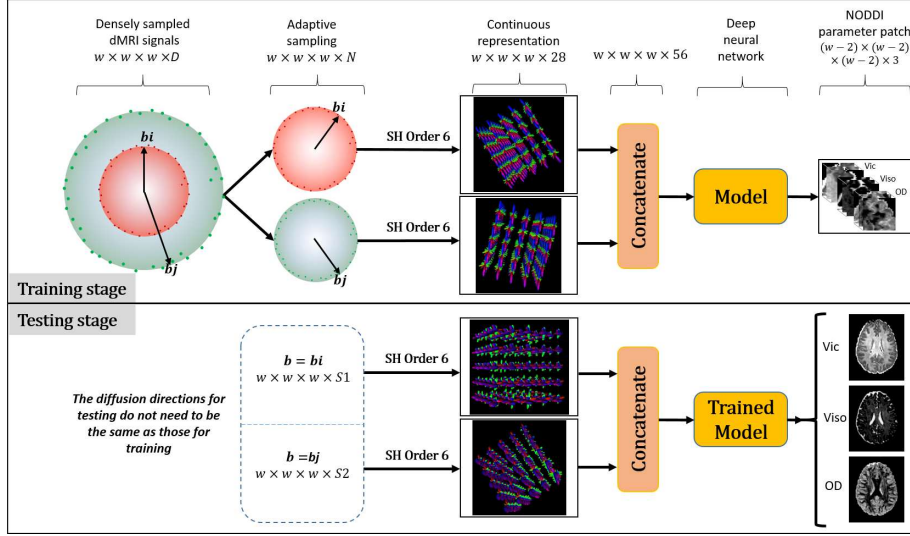 Densely sampled
dMRI signals
w × w × w ×D
Adaptive
sampling
w × w × w × N
Continuous
representation
w × w × w × 28
w × w × w × 56
Deep
neural
network
NODDI
parameter patch
(w − 2) × (w − 2)
× (w − 2) × 3
bi
bj
bi
SH Order 6
bj
SH Order 6
Concatenate
Model
Vic
Viso
OD
Training stage
Testing stage
The diffusion directions for
testing do not need to be
the same as those for
training
b = bi
w × w × w × S1
b =bj
w × w × w × S2
SH Order 6
SH Order 6
Concatenate
Trained
Model
Vic
Viso
OD